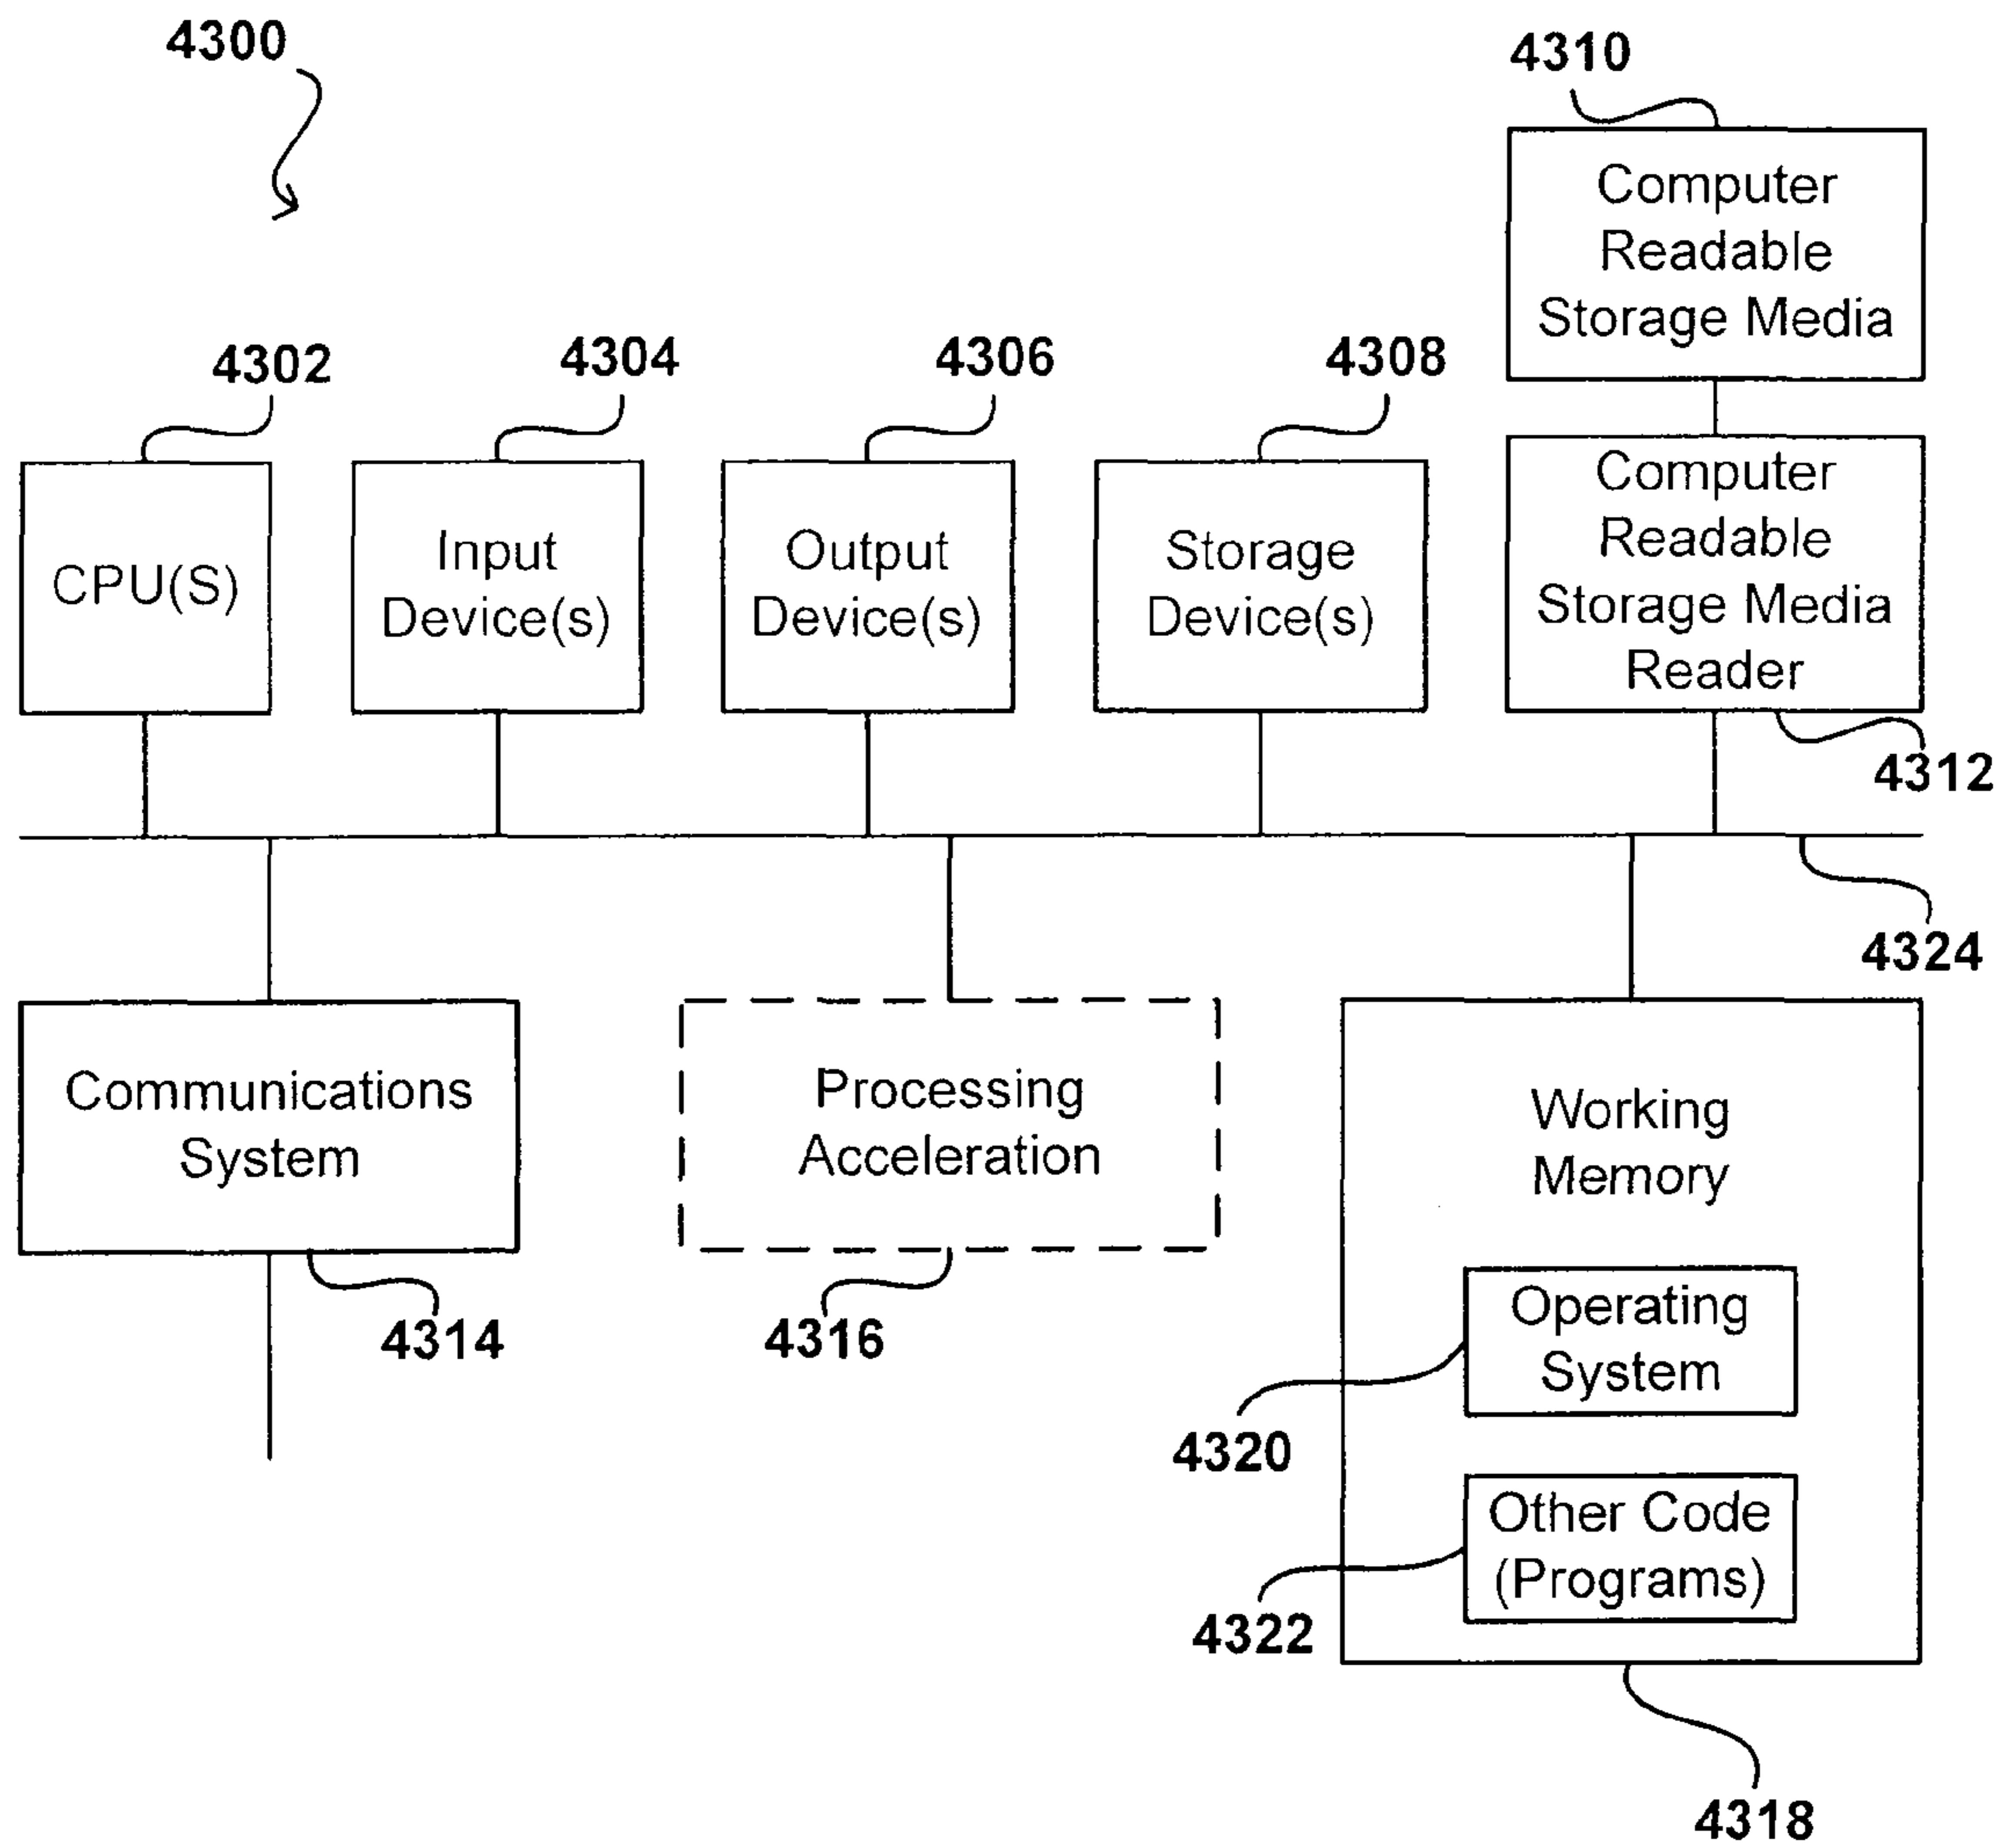 4300
4310
Computer
Readable
Storage Media
4302
4304
4306
4308
CPU(S)
Input
Device(s)
Output
Device(s)
Storage
Device(s)
Computer
Readable
Storage Media
Reader
4312
4324
Communications
System
4314
Processing
Acceleration
4316
Working
Memory
Operating
System
4320
Other Code
(Programs)
4322
4318